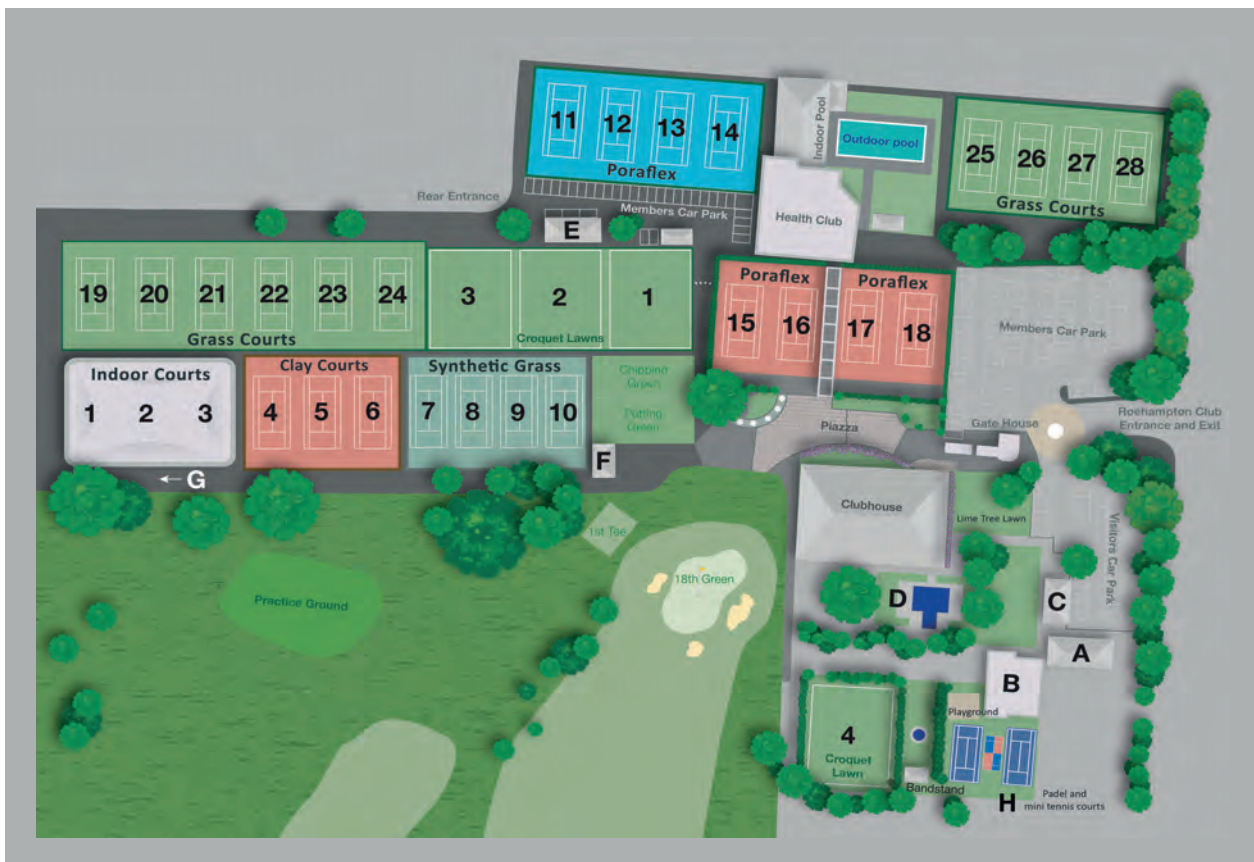 11 12 13 14
Poraflex
Indoor Pool
Outdoor pool
25 26 27 28
Grass Courts
Rear Entrance
Members Car Park
E
Health Club
19 20 21 22 23 24
Grass Courts
3 2 1
Croquet Lawns
Poraflex
15 16
Poraflex
17 18
Members Car Park
Indoor Courts
1 2 3
Clay Courts
4 5 6
Synthetic Grass
7 8 9 10
Chipping
Green
Putting
Green
F
Piazza
Gate House
Roehampton Club
Entrance and Exit
G
1st Tee
Clubhouse
Lime Tree Lawn
Visitors Car Park
18th Green
Practice Ground
D
C
A
B
Playground
4
Croquet
Lawn
Bandstand
H
Padel and
mini tennis courts